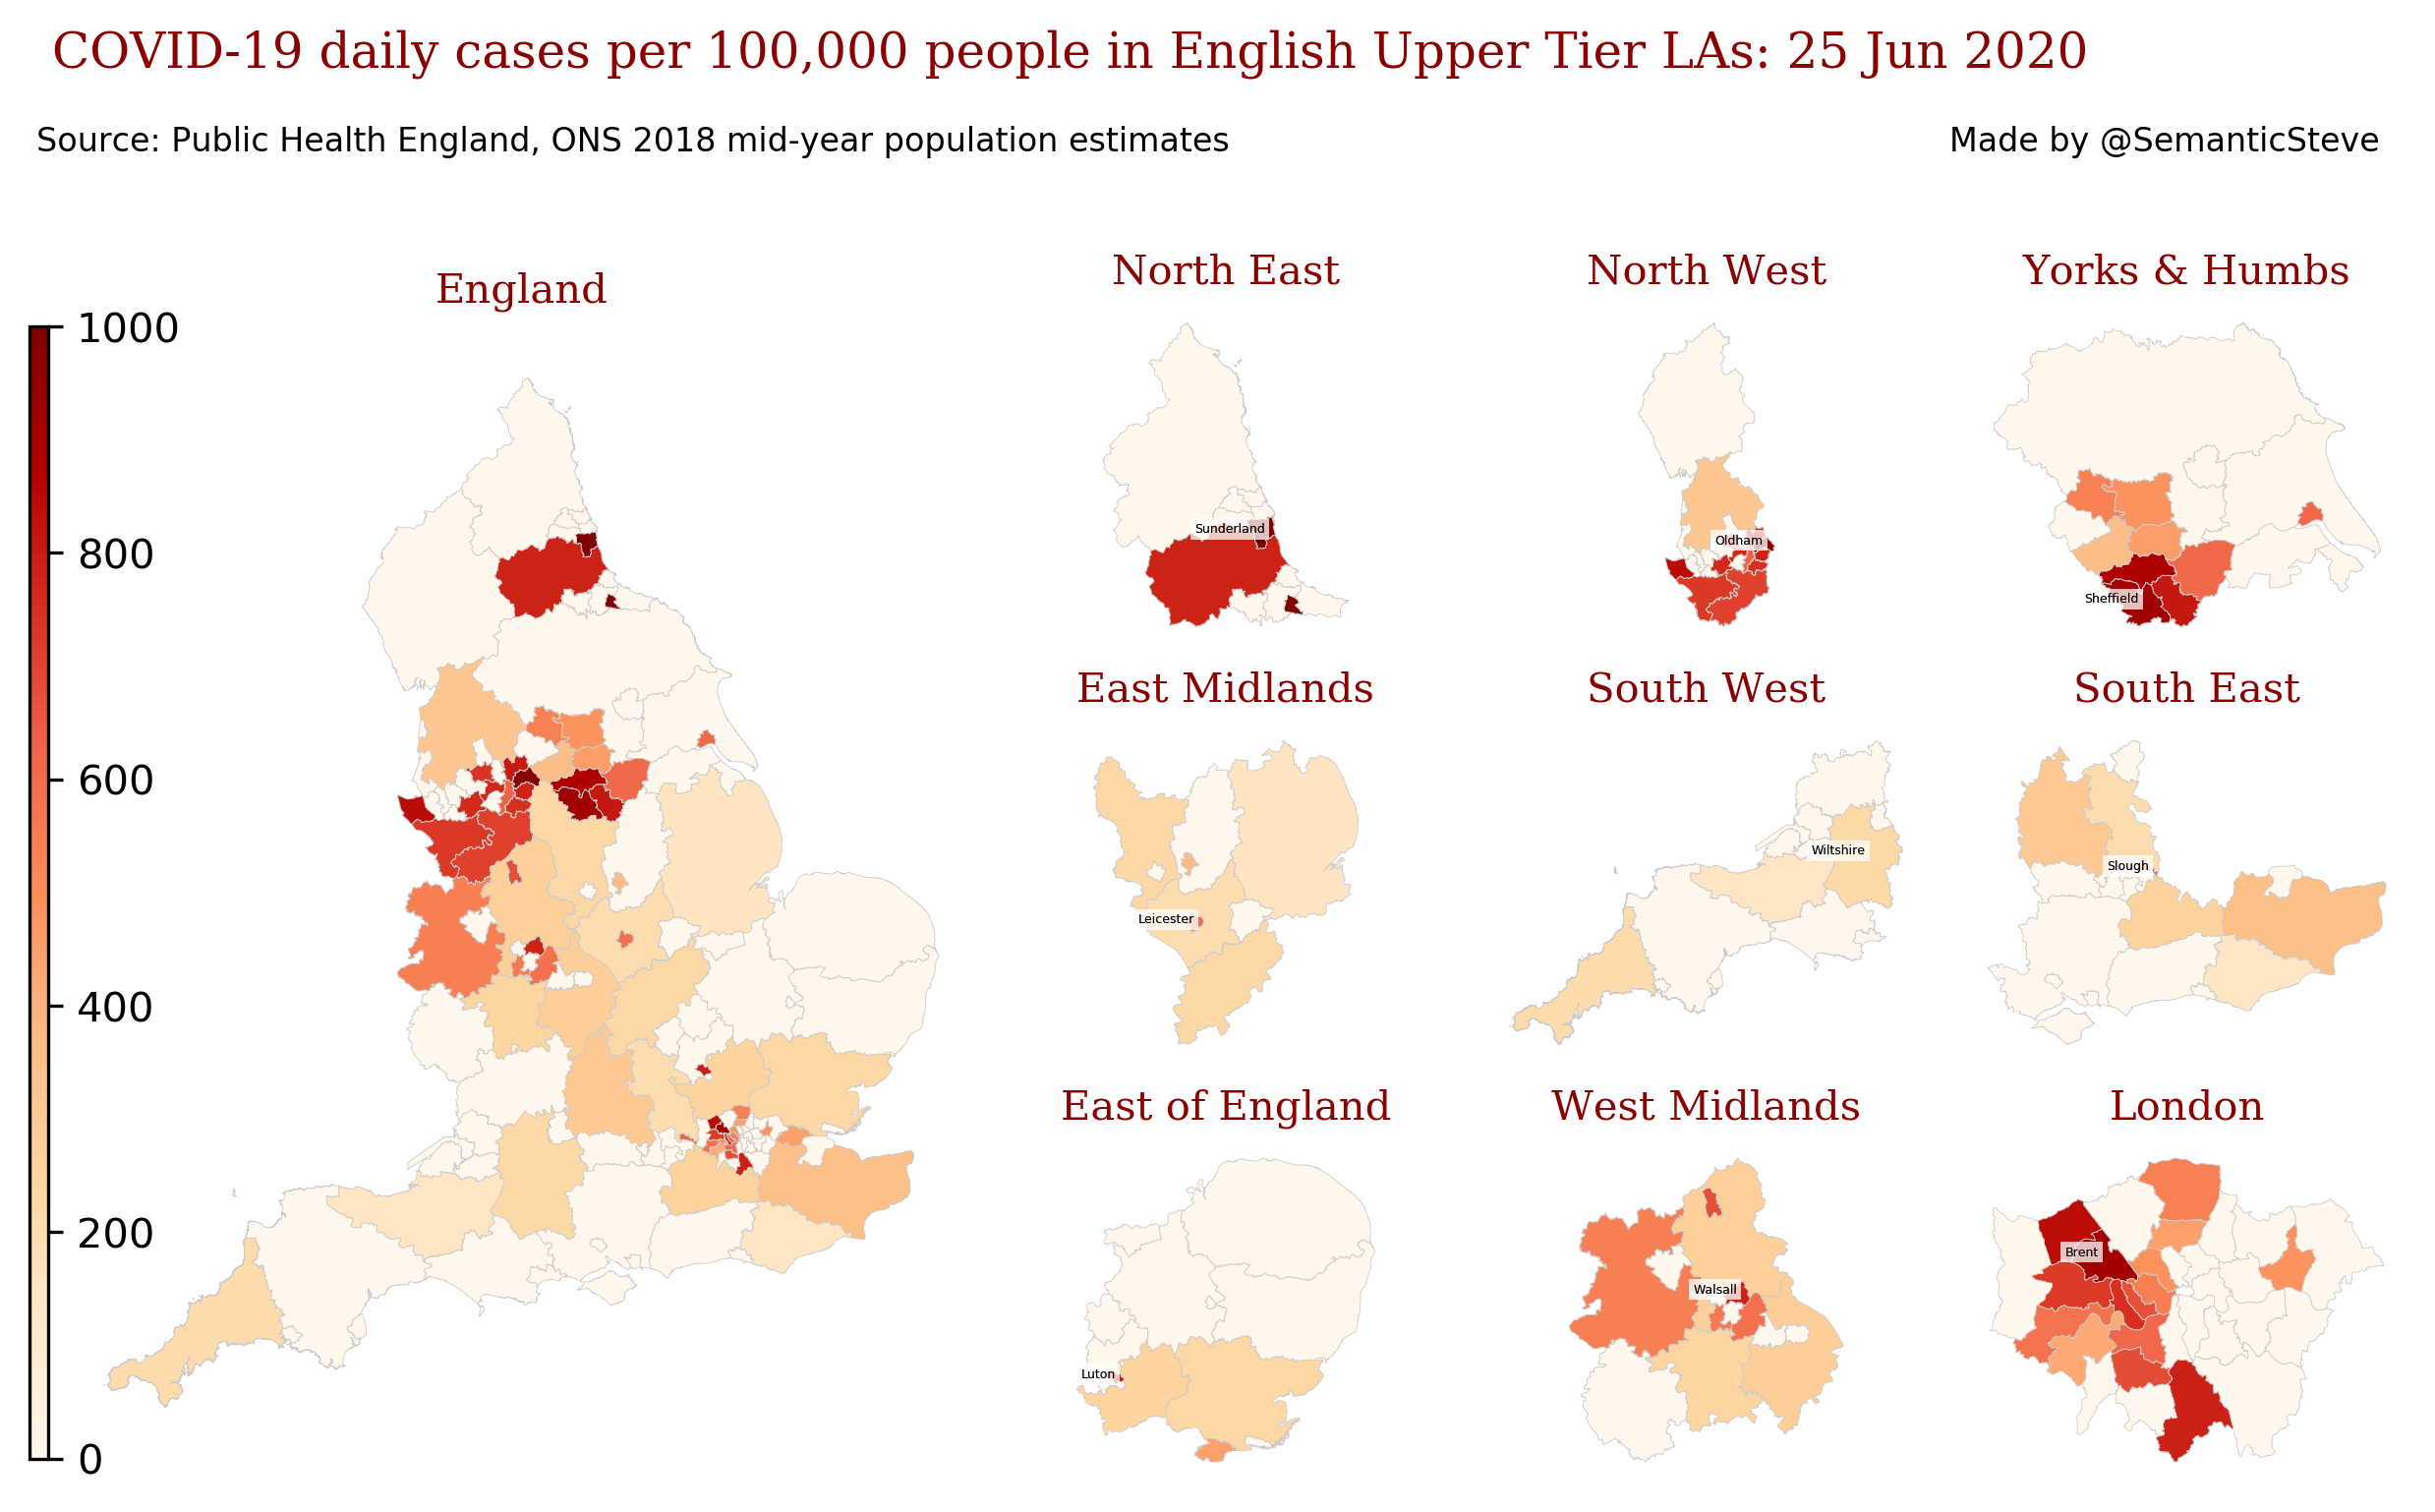 COVID-19 daily cases per 100,000 people in English Upper Tier LAs: 25 Jun 2020
Source: Public Health England, ONS 2018 mid-year population estimates
Made by @SemanticSteve
England
1000
800
600
400
200
0
North East
Sunderland
North West
Oldham
Yorks & Humbs
Sheffield
East Midlands
Leicester
South West
Wiltshire
South East
Slough
East of England
Luton
West Midlands
Walsall
London
Brent